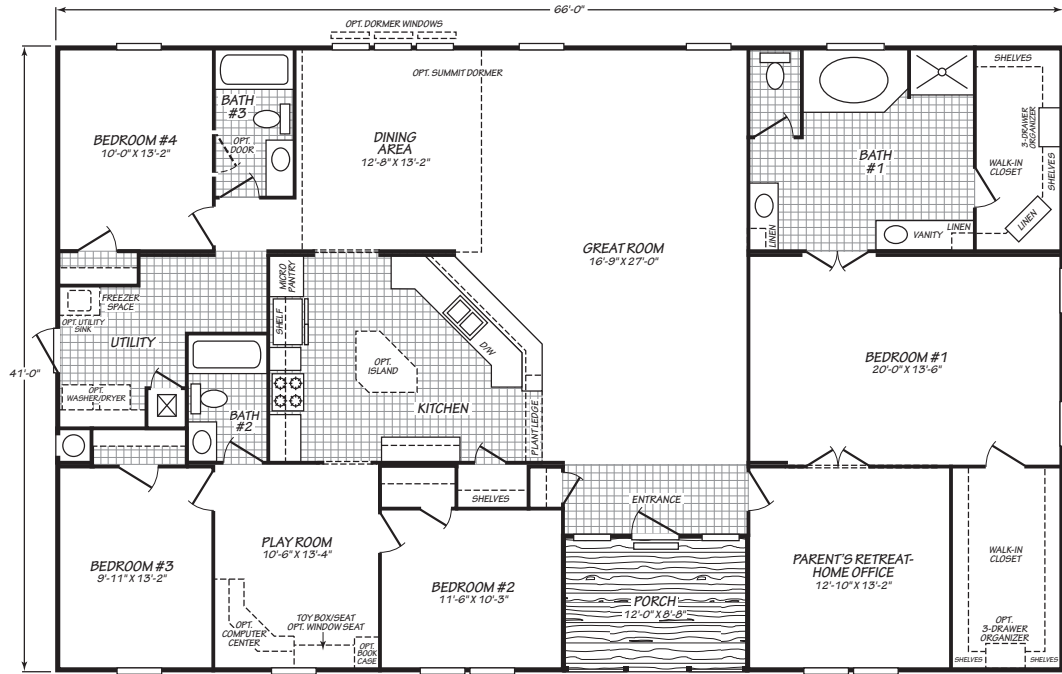 66'-0"
OPT. DORMER WINDOWS
OPT. SUMMIT DORMER
BATH
#3
OPT.
DOOR
BEDROOM #4
10'-0" X 13'-2"
DINING
AREA
12'-8" X 13'-2"
GREAT ROOM
16'-9" X 27'-0"
BATH
#1
LINEN
VANITY
LINEN
SHELVES
3-DRAWER
ORGANIZER
WALK-IN
CLOSET
SHELVES
LINEN
41'-0"
FREEZER
SPACE
OPT. UTILITY
SINK
UTILITY
OPT.
WASHER/DRYER
MICRO
PANTRY
SHELF
D/W
OPT.
ISLAND
KITCHEN
PLANT LEDGE
BATH
#2
BEDROOM #1
20'-0" X 13'-6"
SHELVES
ENTRANCE
BEDROOM #3
9'-11" X 13'-2"
PLAY ROOM
10'-6" X 13'-4"
OPT.
COMPUTER
CENTER
TOY BOX/SEAT
OPT. WINDOW SEAT
OPT.
BOOK
CASE
BEDROOM #2
11'-6" X 10'-3"
PORCH
12'-0" X 8'-8"
PARENT'S RETREAT-
HOME OFFICE
12'-10" X 13'-2"
WALK-IN
CLOSET
OPT.
3-DRAWER
ORGANIZER
SHELVES
SHELVES